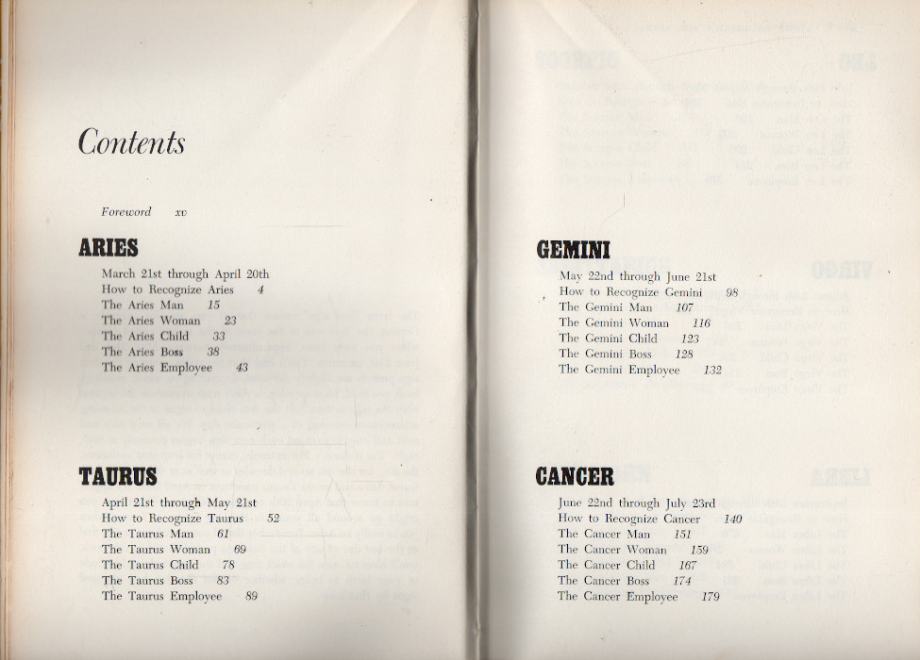 Contents
Foreword xv
ARIES
March 21st through April 20th
How to Recognize Aries 4
The Aries Man 15
The Aries Woman 23
The Aries Child 33
The Aries Boss 38
The Aries Employee 43
TAURUS
April 21st through May 21st
How to Recognize Taurus 52
The Taurus Man 61
The Taurus Woman 69
The Taurus Child 78
The Taurus Boss 83
The Taurus Employee 89
GEMINI
May 22nd through June 21st
How to Recognize Gemini 98
The Gemini Man 107
The Gemini Woman 116
The Gemini Child 123
The Gemini Boss 128
The Gemini Employee 132
CANCER
June 22nd through July 23rd
How to Recognize Cancer 140
The Cancer Man 151
The Cancer Woman 159
The Cancer Child 167
The Cancer Boss 174
The Cancer Employee 179